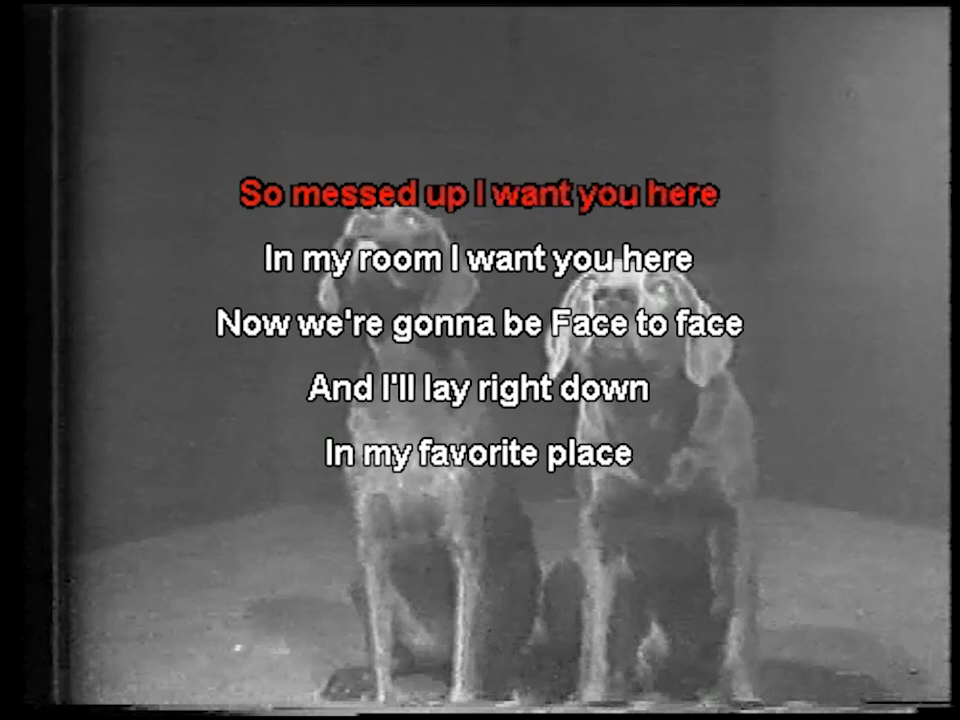 So messed up I want you here
In my room I want you here
Now we're gonna be Face to face
And I'll lay right down
In my favorite place